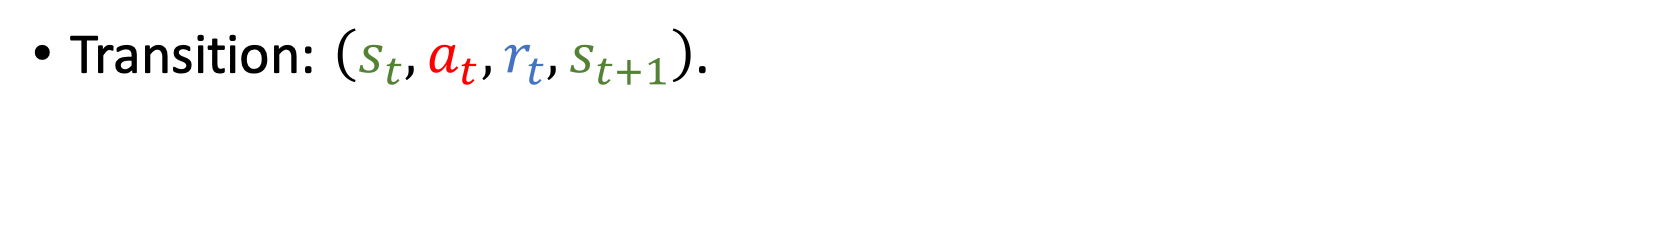 • Transition: (s_t, a_t, r_t, s_{t+1}).